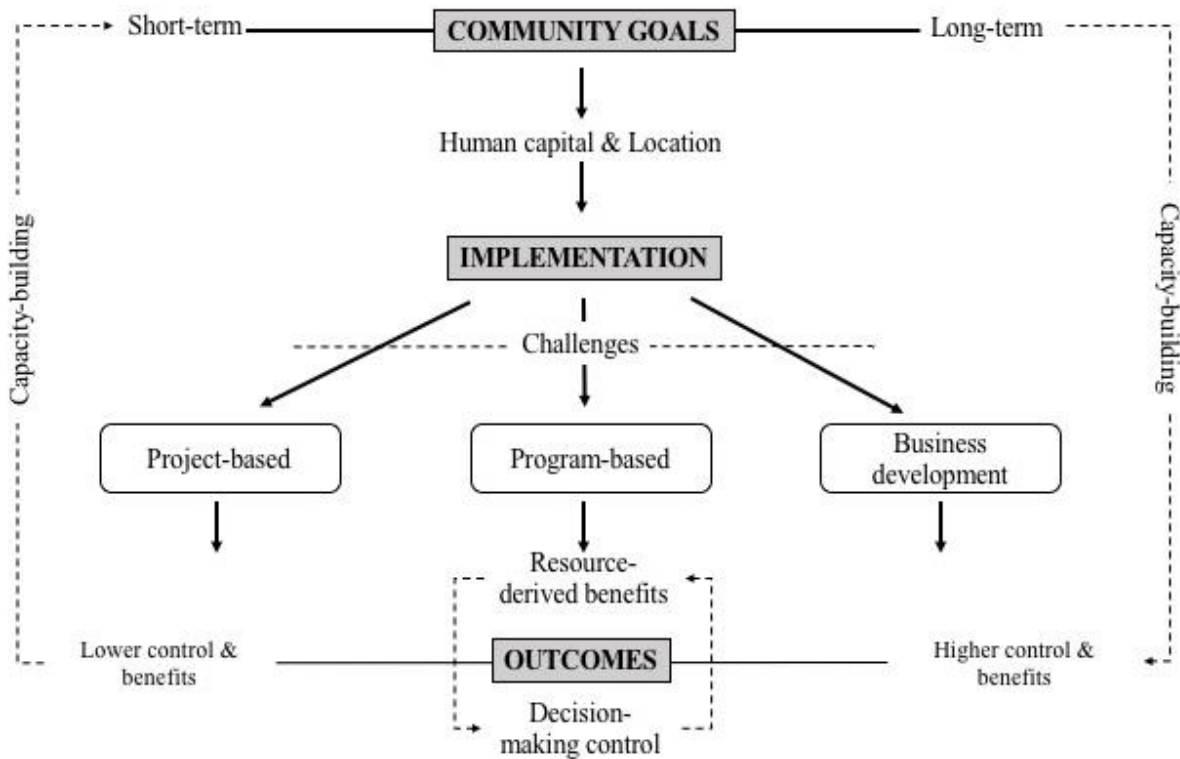 Short-term
COMMUNITY GOALS
Long-term
Human capital & Location
Capacity-building
IMPLEMENTATION
Capacity-building
Challenges
Project-based
Program-based
Business
development
Resource-
derived benefits
Lower control &
benefits
OUTCOMES
Higher control &
benefits
Decision-
making control